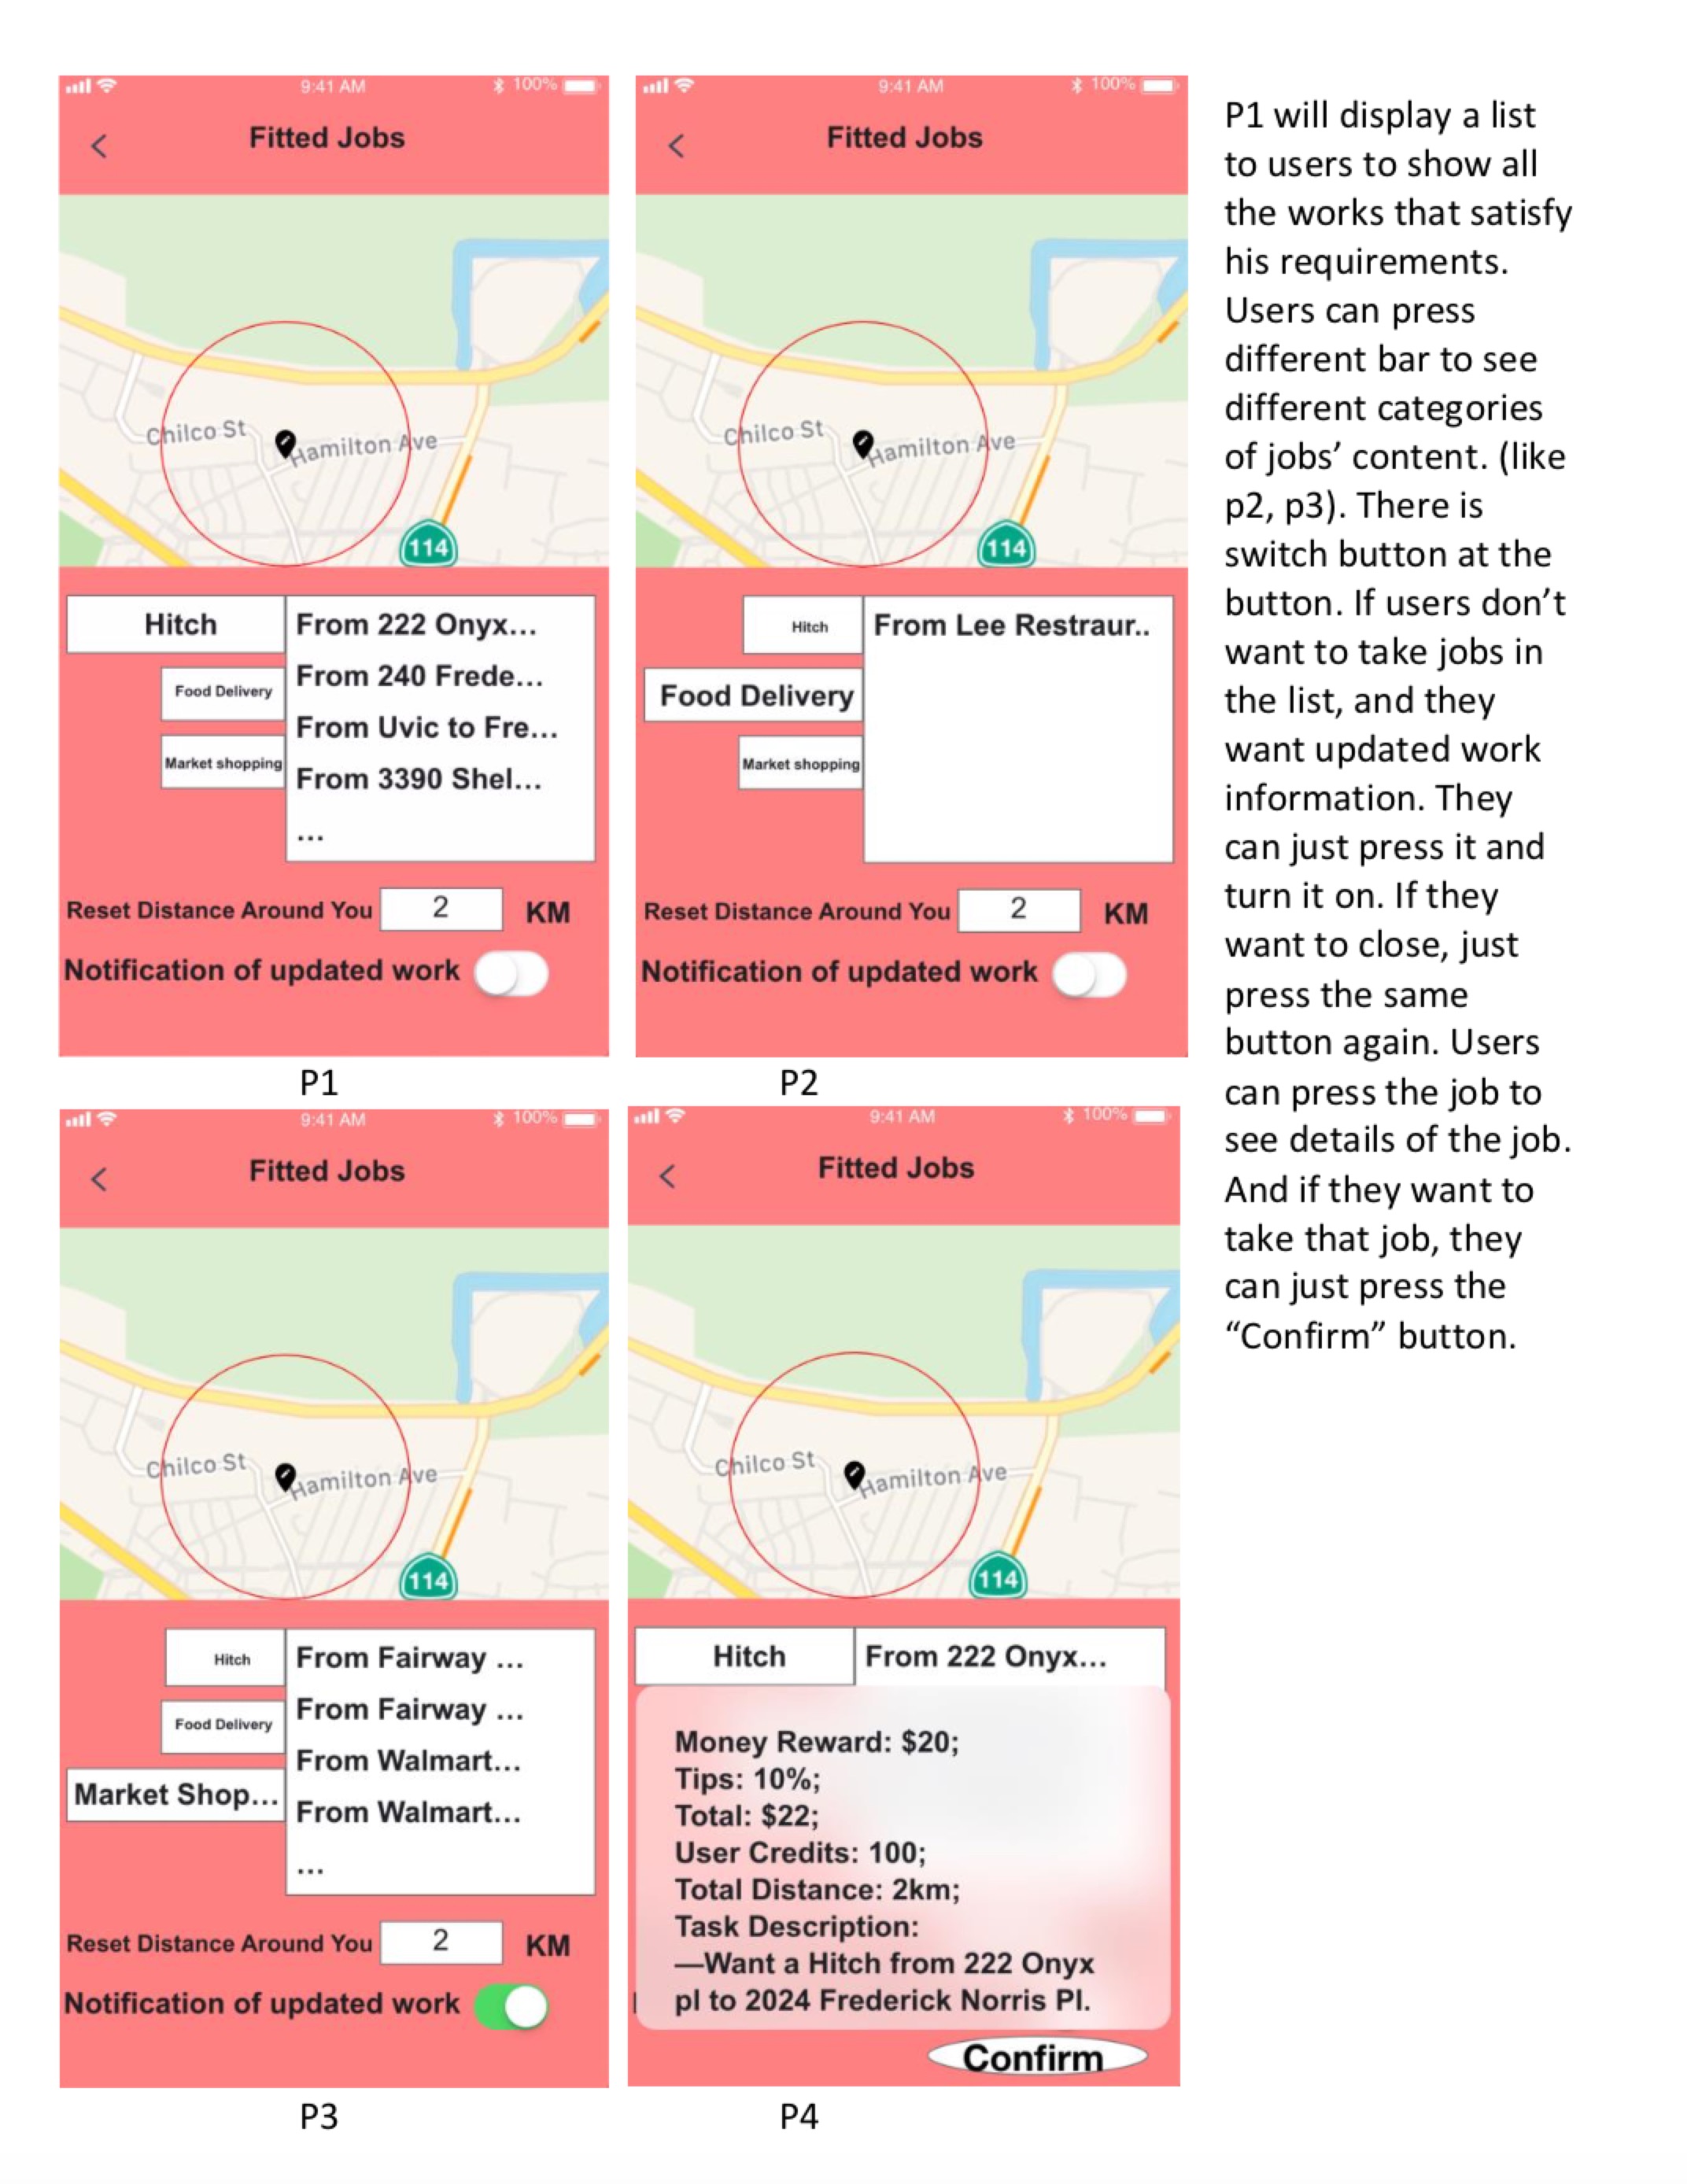 9:41 AM 100%
Fitted Jobs
Chilco St
Hamilton Ave
114
Hitch
Food Delivery
Market shopping
From 222 Onyx...
From 240 Frede...
From Uvic to Fre...
From 3390 Shel...
...
Reset Distance Around You 2 KM
Notification of updated work
P1
9:41 AM 100%
Fitted Jobs
Chilco St
Hamilton Ave
114
Hitch
Food Delivery
Market shopping
From Lee Restraur..
Reset Distance Around You 2 KM
Notification of updated work
P2
P1 will display a list
to users to show all
the works that satisfy
his requirements.
Users can press
different bar to see
different categories
of jobs’ content. (like
p2, p3). There is
switch button at the
button. If users don’t
want to take jobs in
the list, and they
want updated work
information. They
can just press it and
turn it on. If they
want to close, just
press the same
button again. Users
can press the job to
see details of the job.
And if they want to
take that job, they
can just press the
“Confirm” button.
9:41 AM 100%
Fitted Jobs
Chilco St
Hamilton Ave
114
Hitch
Food Delivery
Market Shop...
From Fairway ...
From Fairway ...
From Walmart...
From Walmart...
...
Reset Distance Around You 2 KM
Notification of updated work
P3
9:41 AM 100%
Fitted Jobs
Chilco St
Hamilton Ave
114
Hitch
From 222 Onyx...
Money Reward: $20;
Tips: 10%;
Total: $22;
User Credits: 100;
Total Distance: 2km;
Task Description:
—Want a Hitch from 222 Onyx
pl to 2024 Frederick Norris Pl.
Confirm
P4